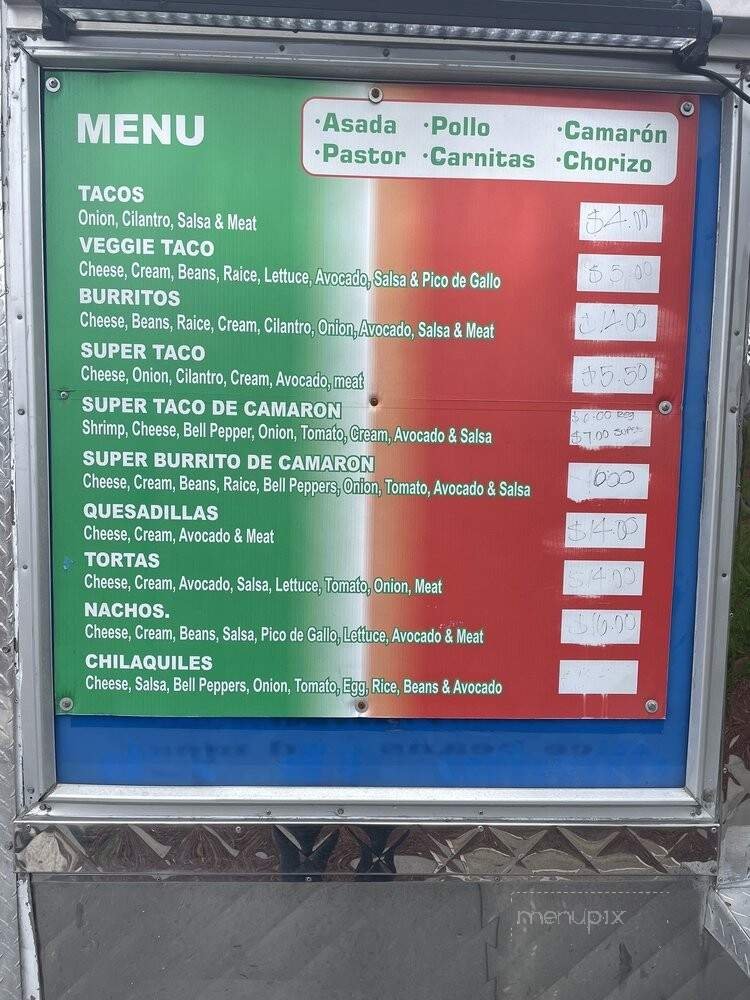 MENU
·Asada ·Pollo ·Camarón
·Pastor ·Carnitas ·Chorizo
TACOS
Onion, Cilantro, Salsa & Meat $4.00
VEGGIE TACO
Cheese, Cream, Beans, Raice, Lettuce, Avocado, Salsa & Pico de Gallo $5.00
BURRITOS
Cheese, Beans, Raice, Cream, Cilantro, Onion, Avocado, Salsa & Meat $14.00
SUPER TACO
Cheese, Onion, Cilantro, Cream, Avocado, meat $5.50
SUPER TACO DE CAMARON $6.00 Reg
Shrimp, Cheese, Bell Pepper, Onion, Tomato, Cream, Avocado & Salsa $7.00 super
SUPER BURRITO DE CAMARON
Cheese, Cream, Beans, Raice, Bell Peppers, Onion, Tomato, Avocado & Salsa
QUESADILLAS
Cheese, Cream, Avocado & Meat $14.00
TORTAS
Cheese, Cream, Avocado, Salsa, Lettuce, Tomato, Onion, Meat $14.00
NACHOS.
Cheese, Cream, Beans, Salsa, Pico de Gallo, Lettuce, Avocado & Meat $16.00
CHILAQUILES
Cheese, Salsa, Bell Peppers, Onion, Tomato, Egg, Rice, Beans & Avocado
menupix